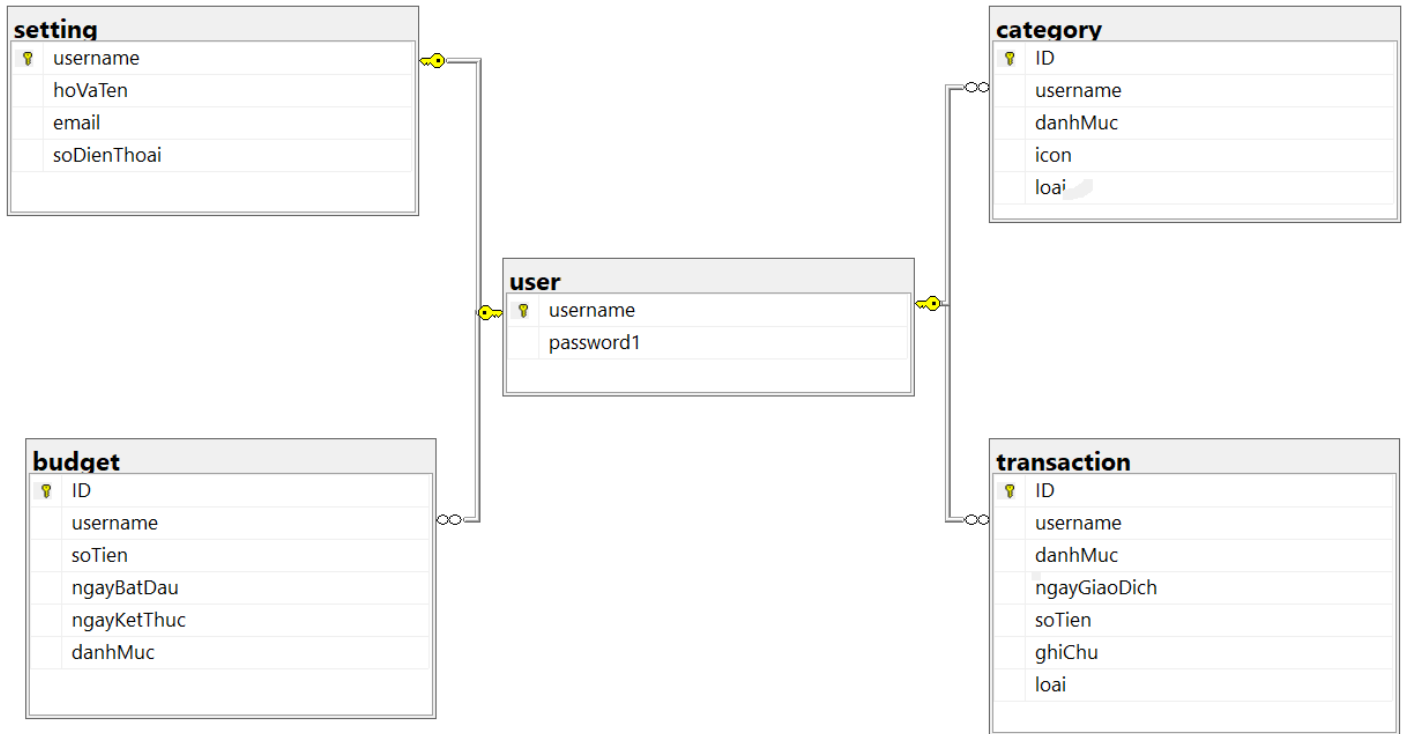 setting
username
hoVaTen
email
soDienThoai
category
ID
username
danhMuc
icon
loai
user
username
password1
budget
ID
username
soTien
ngayBatDau
ngayKetThuc
danhMuc
transaction
ID
username
danhMuc
ngayGiaoDich
soTien
ghiChu
loai